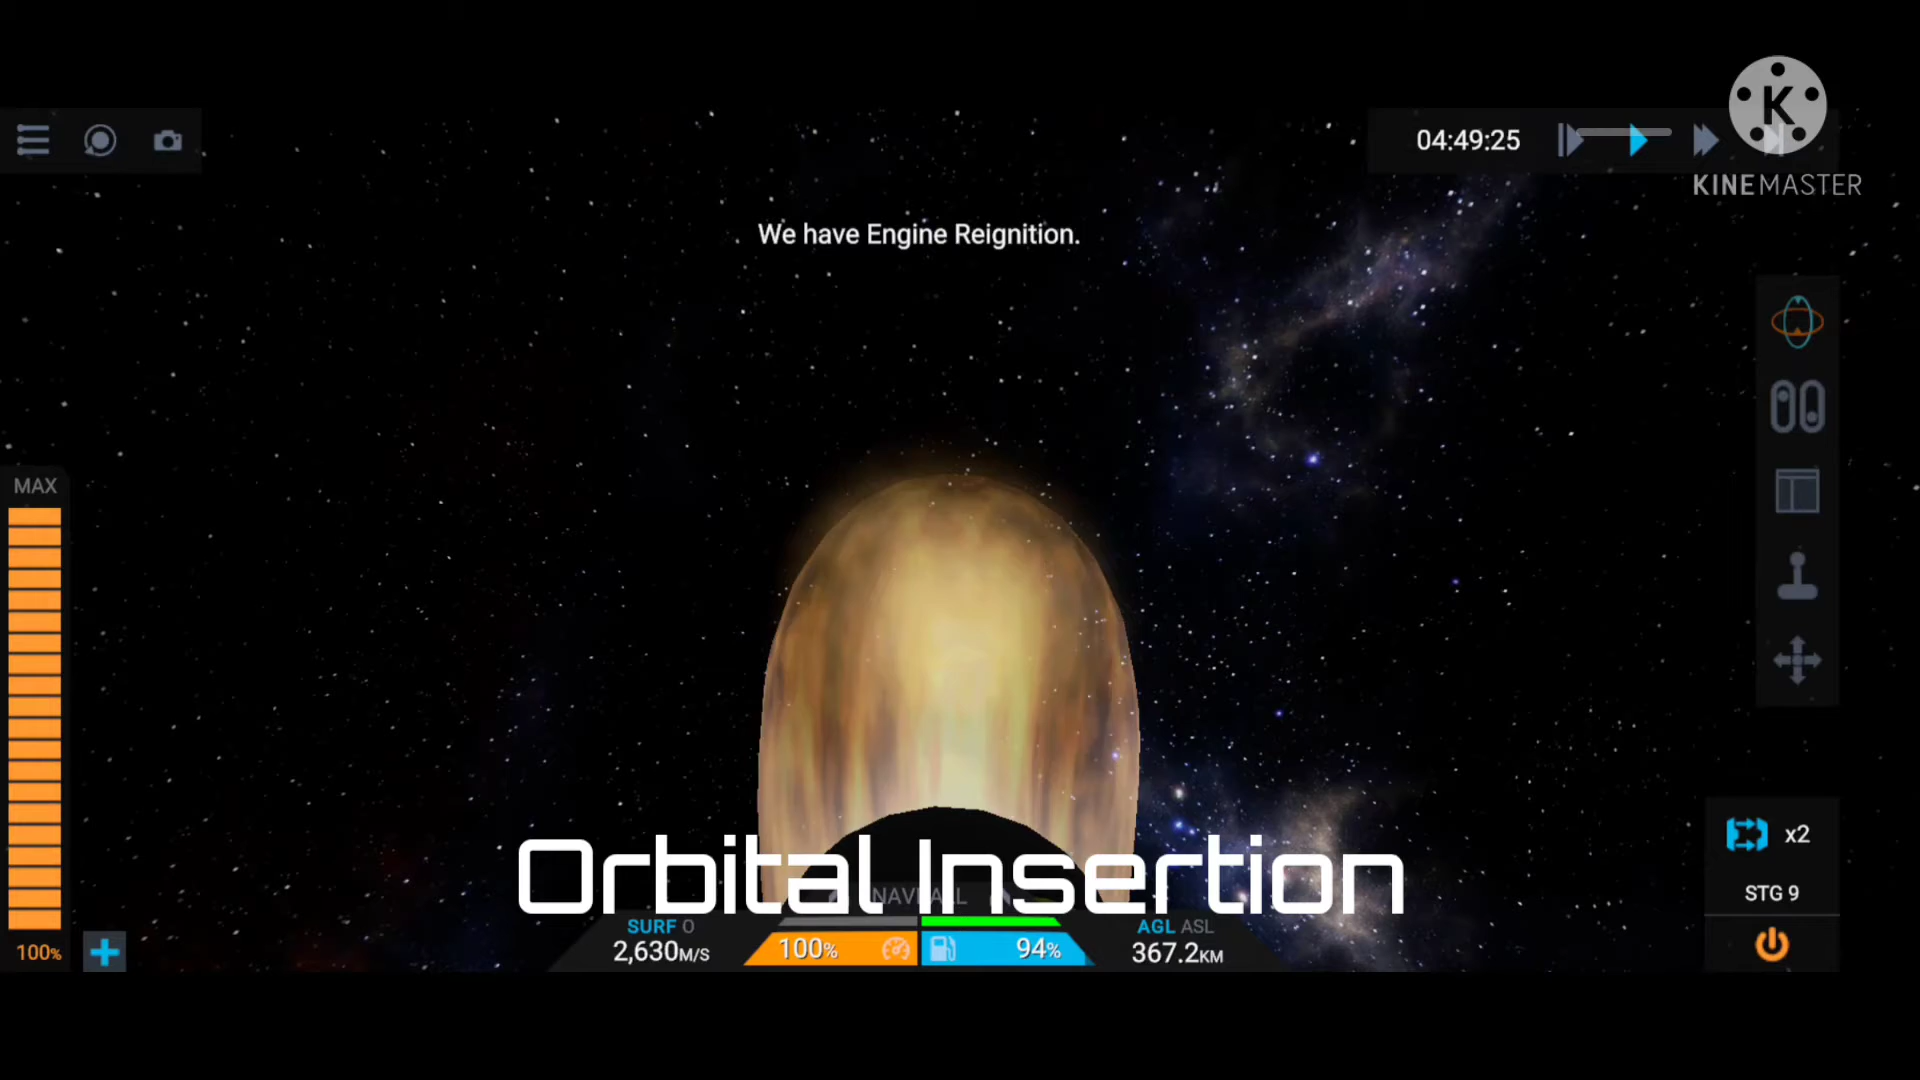 04:49:25
KINEMASTER
We have Engine Reignition.
MAX
x2
STG 9
Orbital Insertion
SURF O
2,630M/S
100%
94%
AGL ASL
367.2KM
100%